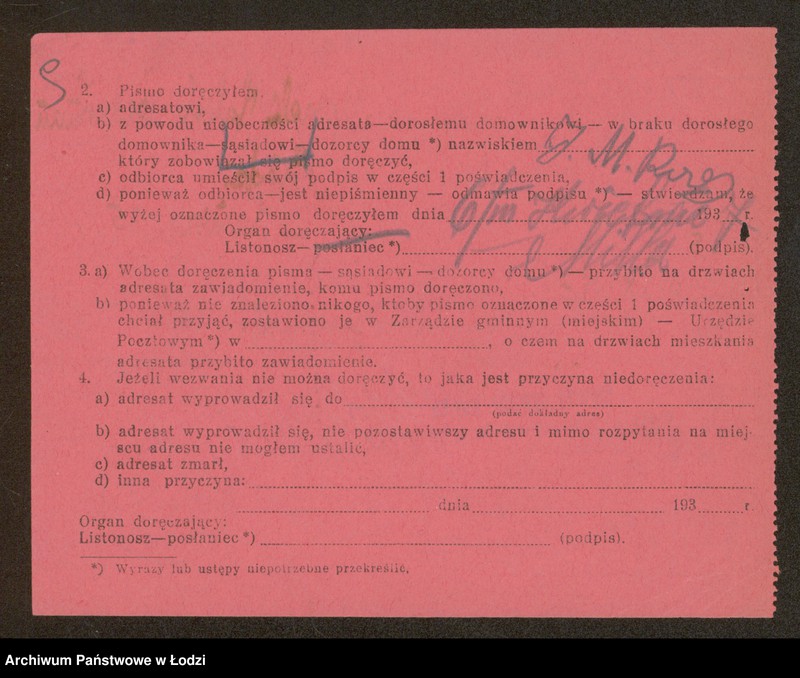 2. Pismo doręczyłem.
a) adresatowi,
b) z powodu nieobecności adresata—dorosłemu domownikowi — w braku dorosłego
domownika—sąsiadowi—dozorcy domu *) nazwiskiem
który zobowiązał się pismo doręczyć,
c) odbiorca umieścił swój podpis w części 1 poświadczenia,
d) ponieważ odbiorca—jest niepiśmienny — odmawia podpisu *) — stwierdzam, że
wyżej oznaczone pismo doręczyłem dnia 6/VIII 193 7 r.
Organ doręczający:
Listonosz—posłaniec *) (podpis).
3. a) Wobec doręczenia pisma — sąsiadowi — dozorcy domu *) — przybito na drzwiach
adresata zawiadomienie, komu pismo doręczono,
b) ponieważ nie znaleziono nikogo, ktoby pismo oznaczone w części 1 poświadczenia
chciał przyjąć, zostawiono je w Zarządzie gminnym (miejskim) — Urzędzie
Pocztowym *) w , o czem na drzwiach mieszkania
adresata przybito zawiadomienie.
4. Jeżeli wezwania nie można doręczyć, to jaka jest przyczyna niedoręczenia:
a) adresat wyprowadził się do
(podać dokładny adres)
b) adresat wyprowadził się, nie pozostawiwszy adresu i mimo rozpytania na miej-
scu adresu nie mogłem ustalić,
c) adresat zmarł,
d) inna przyczyna:
dnia 193 r.
Organ doręczający:
Listonosz—posłaniec *) (podpis).
*) Wyrazy lub ustępy niepotrzebne przekreślić.
Archiwum Państwowe w Łodzi